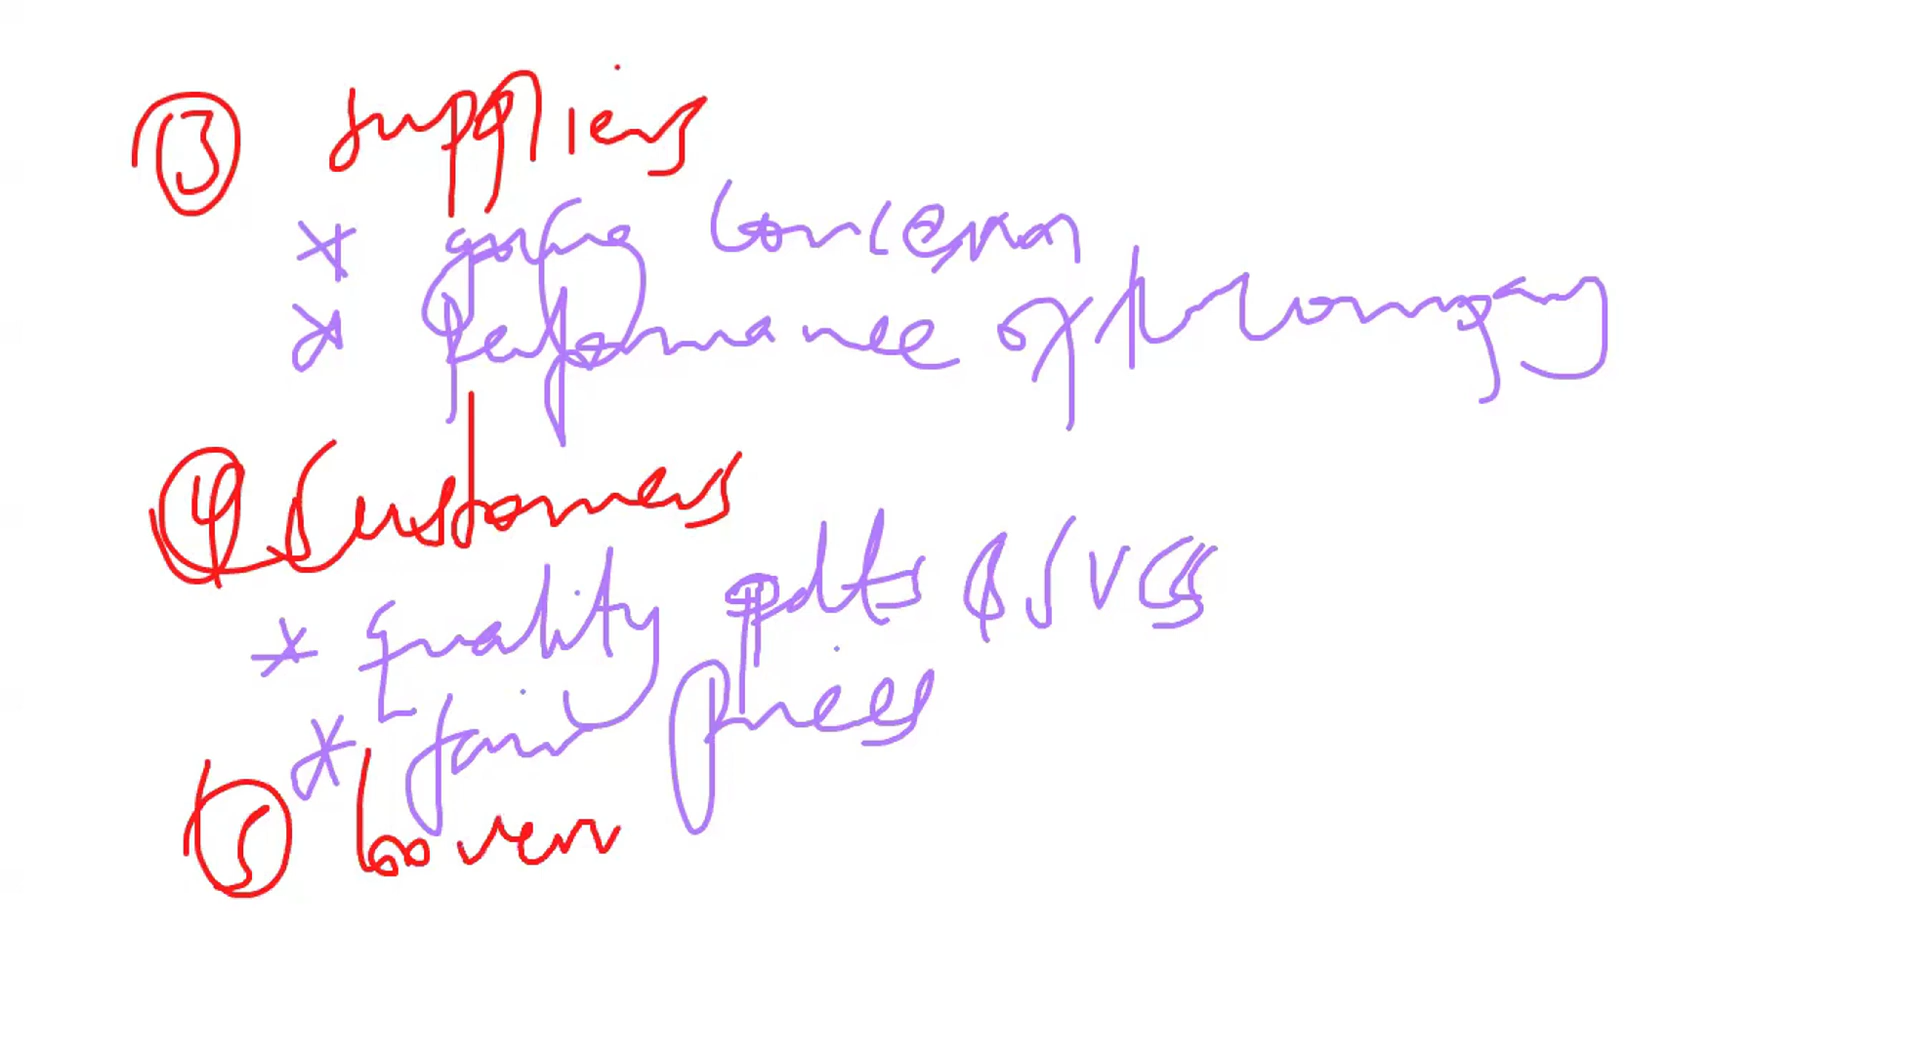 ③ Suppliers
* going concern
* Performance of the company
④ Customers
* quality pdts & svcs
* fair prices
⑤ Govern